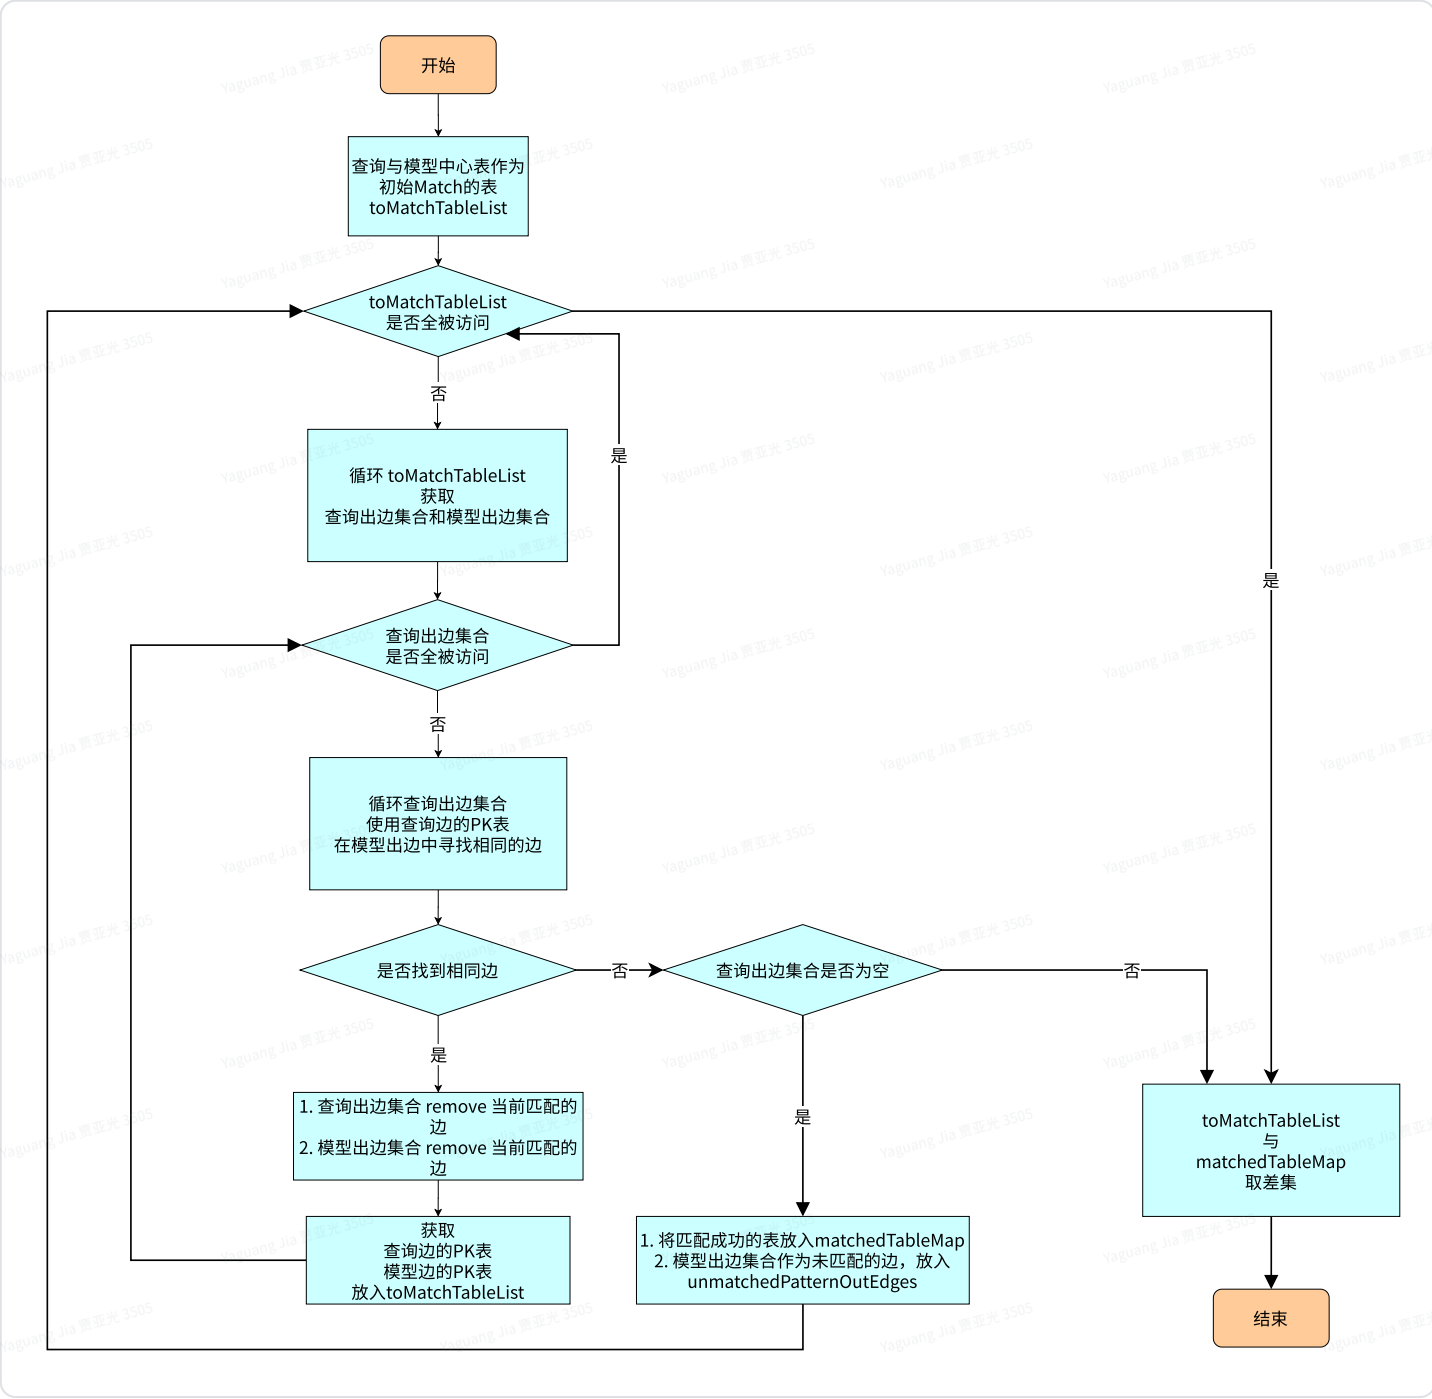 开始
查询与模型中心表作为
初始Match的表
toMatchTableList
toMatchTableList
是否全被访问
否
是
循环 toMatchTableList
获取
查询出边集合和模型出边集合
是
查询出边集合
是否全被访问
否
循环查询出边集合
使用查询边的PK表
在模型出边中寻找相同的边
是否找到相同边
否
查询出边集合是否为空
否
是
1. 查询出边集合 remove 当前匹配的
边
2. 模型出边集合 remove 当前匹配的
边
是
toMatchTableList
与
matchedTableMap
取差集
获取
查询边的PK表
模型边的PK表
放入toMatchTableList
1. 将匹配成功的表放入matchedTableMap
2. 模型出边集合作为未匹配的边，放入
unmatchedPatternOutEdges
结束
Yaguang Jia 贾亚光 3505